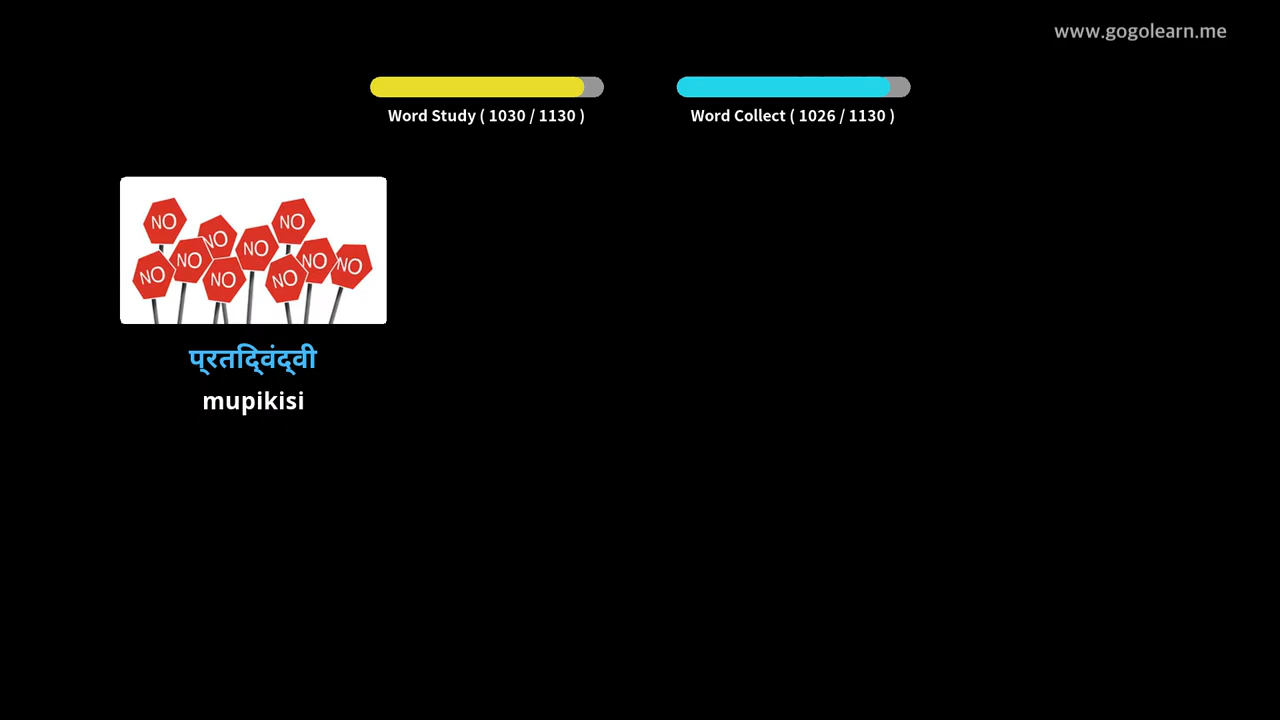 www.gogolearn.me
Word Study ( 1030 / 1130 )
Word Collect ( 1026 / 1130 )
NO
NO
NO
NO
NO
NO
NO
NO
NO
NO
प्रतिद्वंद्वी
mupikisi